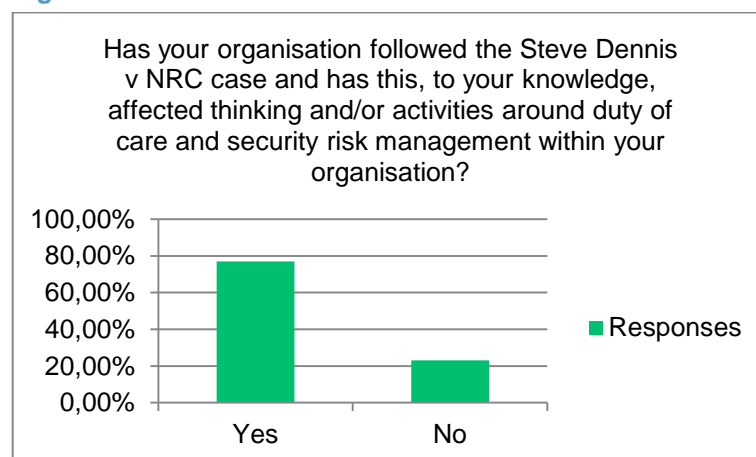 Has your organisation followed the Steve Dennis
v NRC case and has this, to your knowledge,
affected thinking and/or activities around duty of
care and security risk management within your
organisation?
100,00%
80,00%
60,00%
40,00%
20,00%
0,00%
Yes
No
Responses